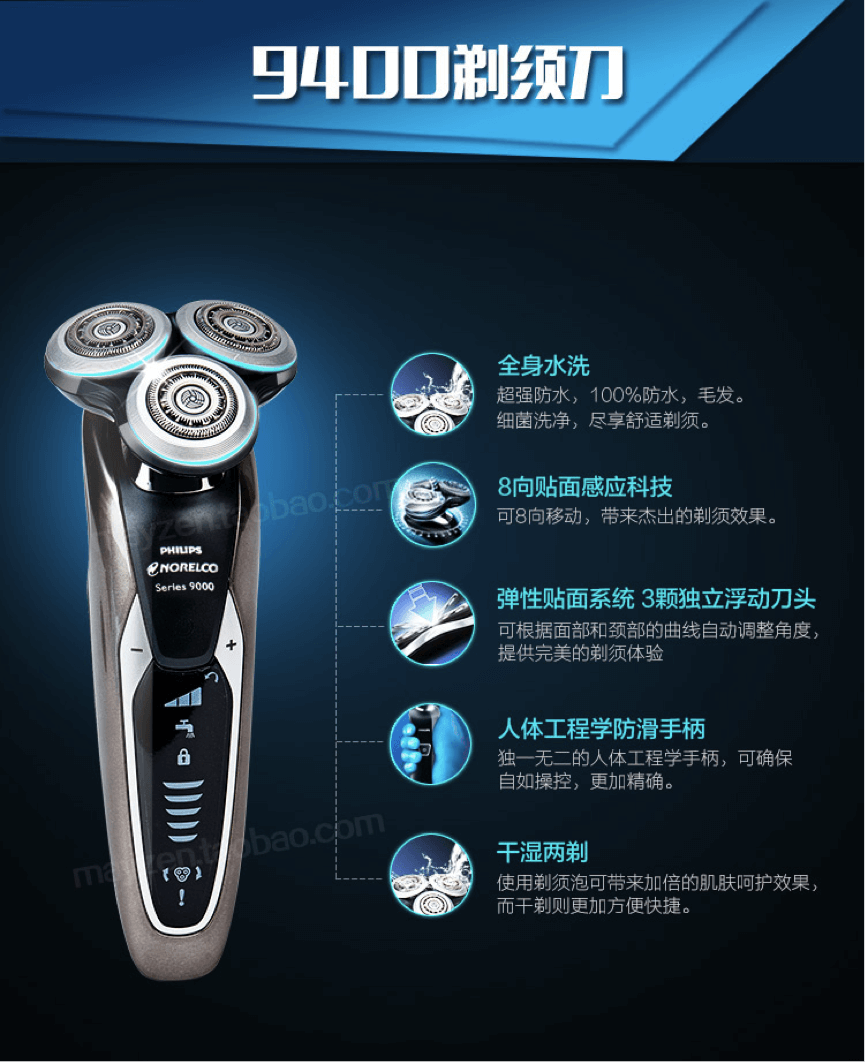 9400剃须刀
全身水洗
超强防水，100%防水，毛发。
细菌洗净，尽享舒适剃须。
8向贴面感应科技
可8向移动，带来杰出的剃须效果。
mayzen.taobao.com
PHILIPS
NORELCO
Series 9000
弹性贴面系统 3颗独立浮动刀头
可根据面部和颈部的曲线自动调整角度，
提供完美的剃须体验
- +
人体工程学防滑手柄
独一无二的人体工程学手柄，可确保
自如操控，更加精确。
mayzen.taobao.com
干湿两剃
使用剃须泡可带来加倍的肌肤呵护效果，
而干剃则更加方便快捷。
!